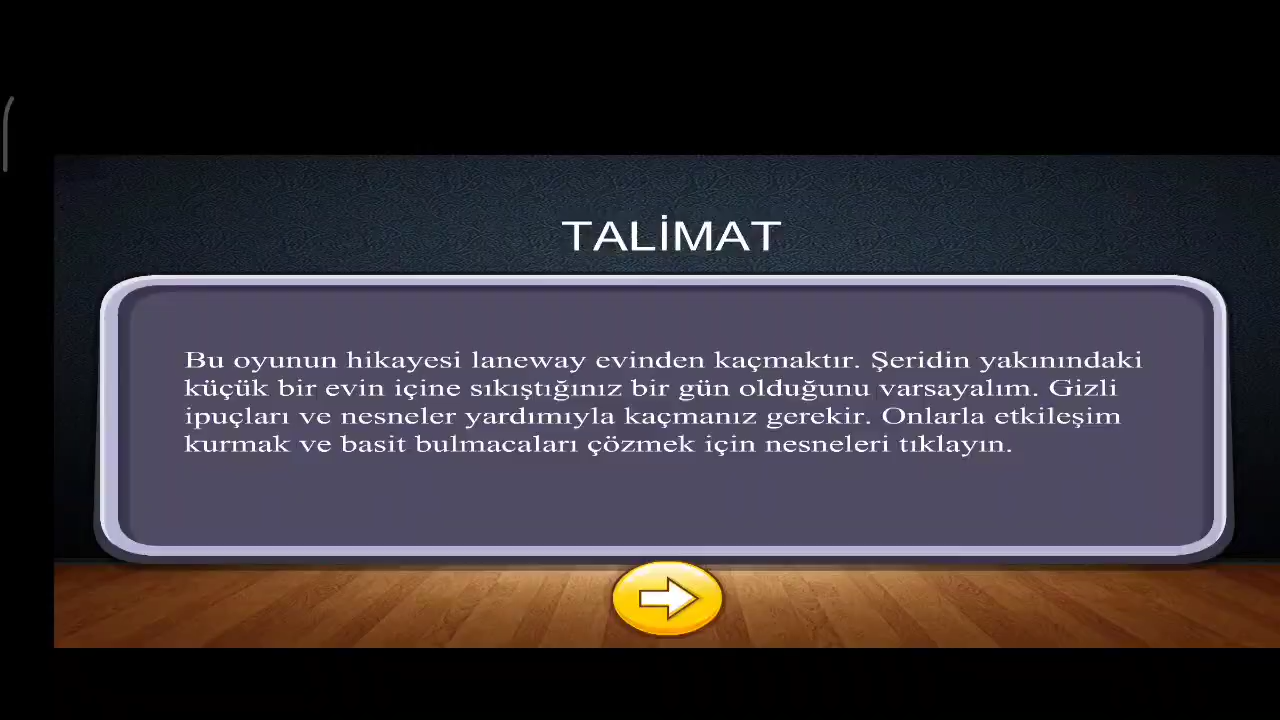 TALİMAT
Bu oyunun hikayesi laneway evinden kaçmaktır. Şeridin yakınındaki
küçük bir evin içine sıkıştığınız bir gün olduğunu varsayalım. Gizli
ipuçları ve nesneler yardımıyla kaçmanız gerekir. Onlarla etkileşim
kurmak ve basit bulmacaları çözmek için nesneleri tıklayın.